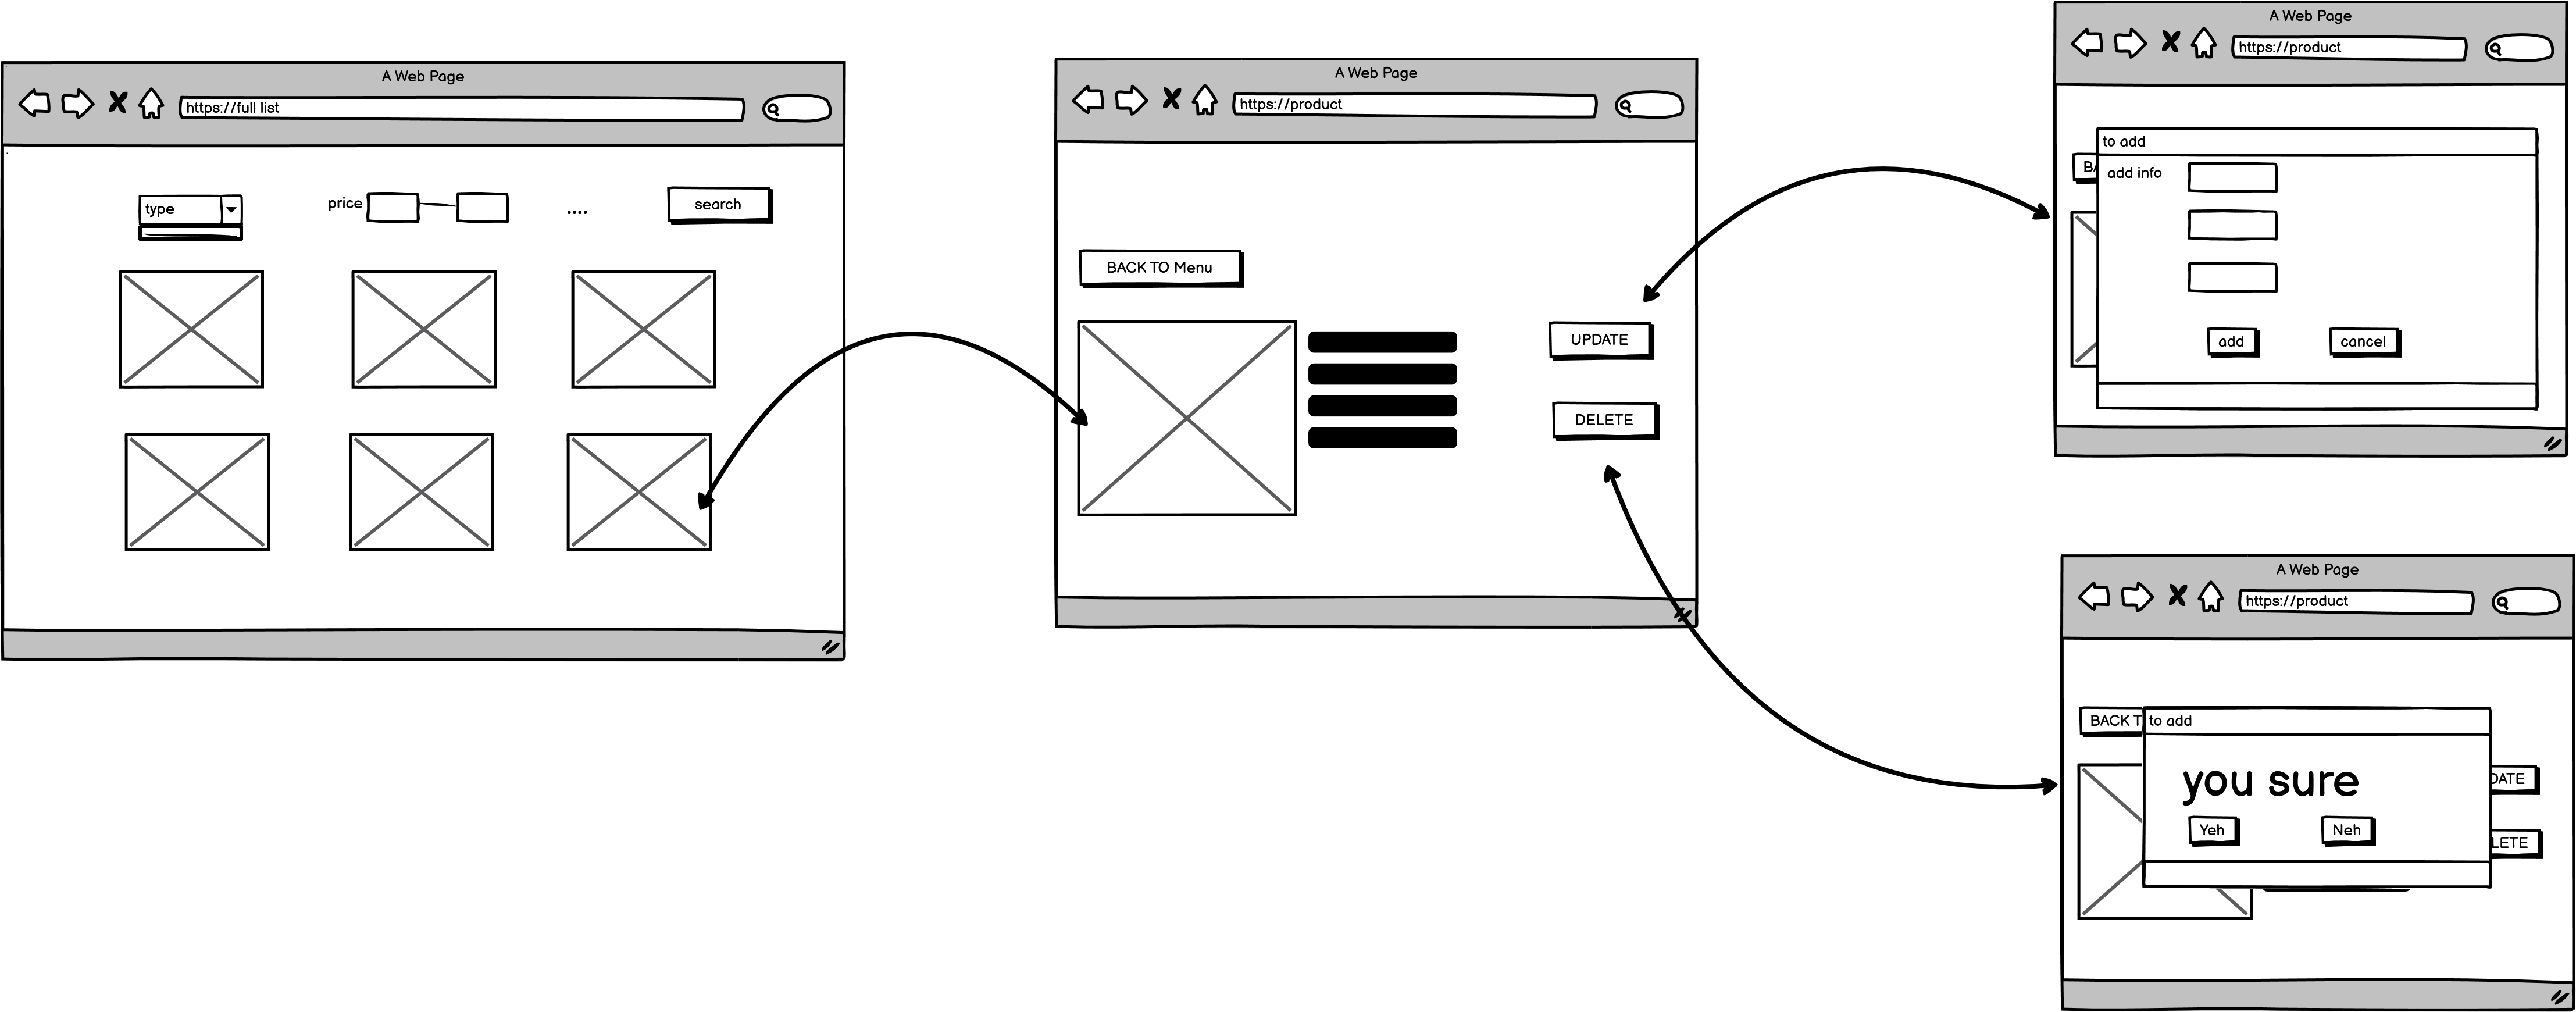 A Web Page
https://full list
type
price
....
search
A Web Page
https://product
BACK TO Menu
UPDATE
DELETE
A Web Page
https://product
BA
to add
add info
add
cancel
A Web Page
https://product
BACK T
to add
you sure
Yeh
Neh
DATE
LETE